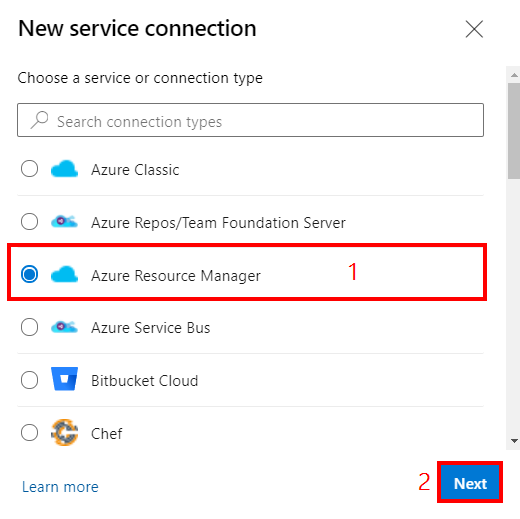 New service connection
Choose a service or connection type
Search connection types
Azure Classic
Azure Repos/Team Foundation Server
Azure Resource Manager 1
Azure Service Bus
Bitbucket Cloud
Chef
Learn more 2 Next